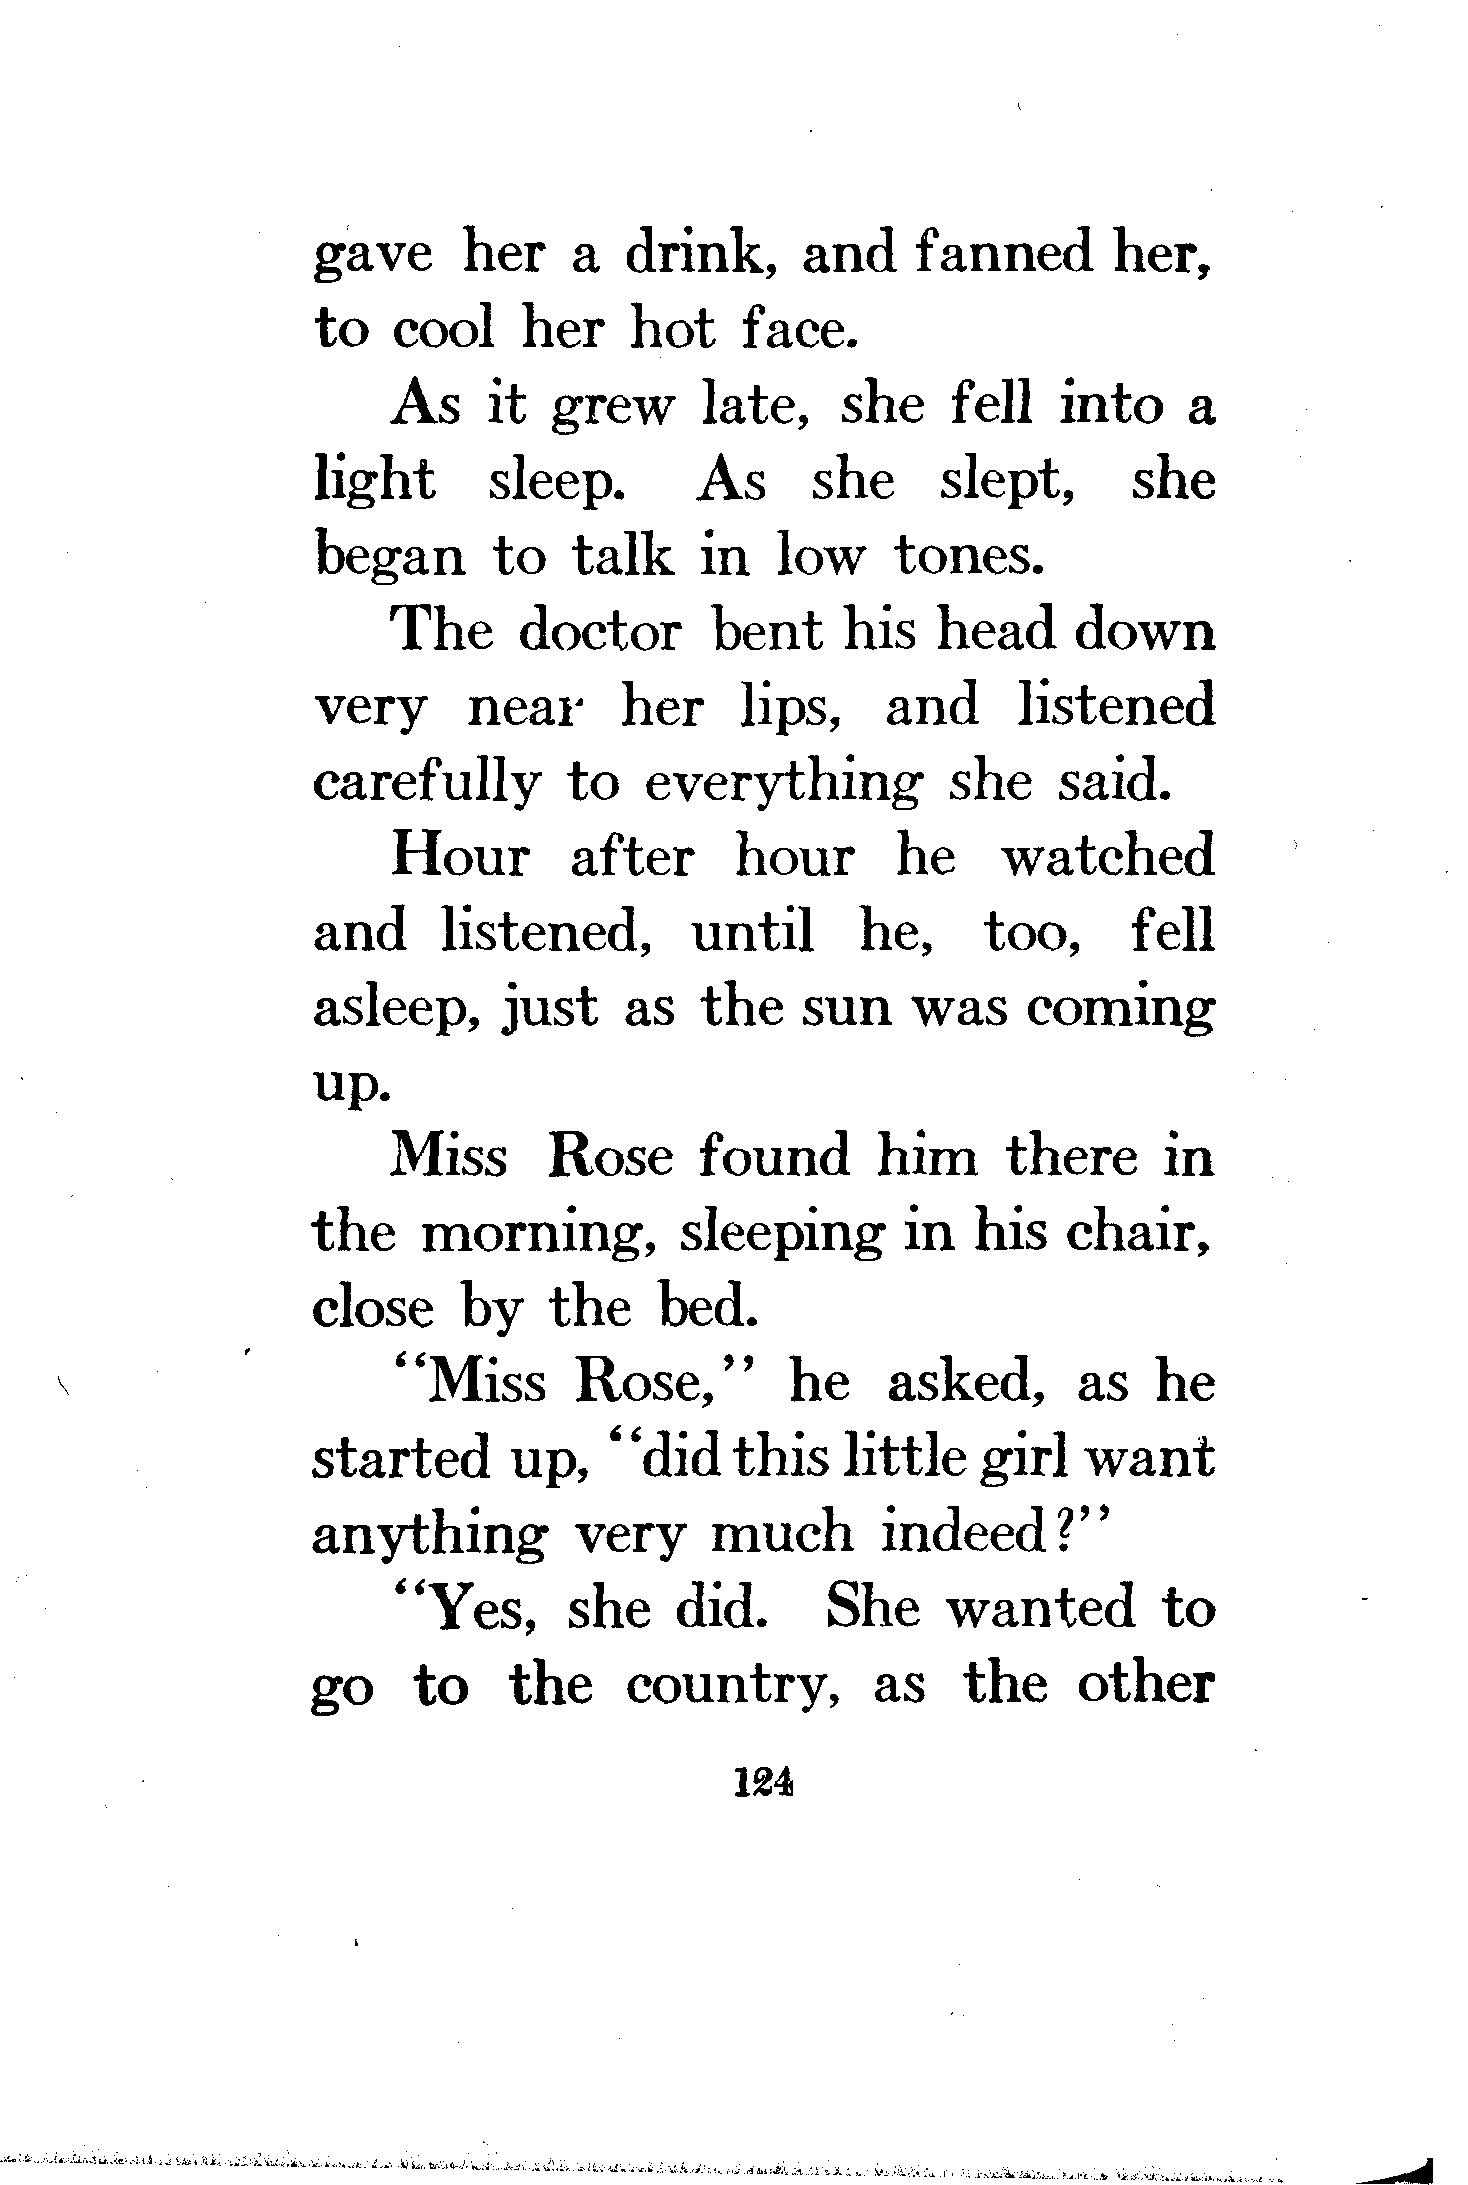 gave her a drink, and fanned her,
to cool her hot face.
As it grew late, she fell into a
light sleep. As she slept, she
began to talk in low tones.
The doctor bent his head down
very near her lips, and listened
carefully to everything she said.
Hour after hour he watched
and listened, until he, too, fell
asleep, just as the sun was coming
up.
Miss Rose found him there in
the morning, sleeping in his chair,
close by the bed.
"Miss Rose," he asked, as he
started up, "did this little girl want
anything very much indeed?"
"Yes, she did. She wanted to
go to the country, as the other
124